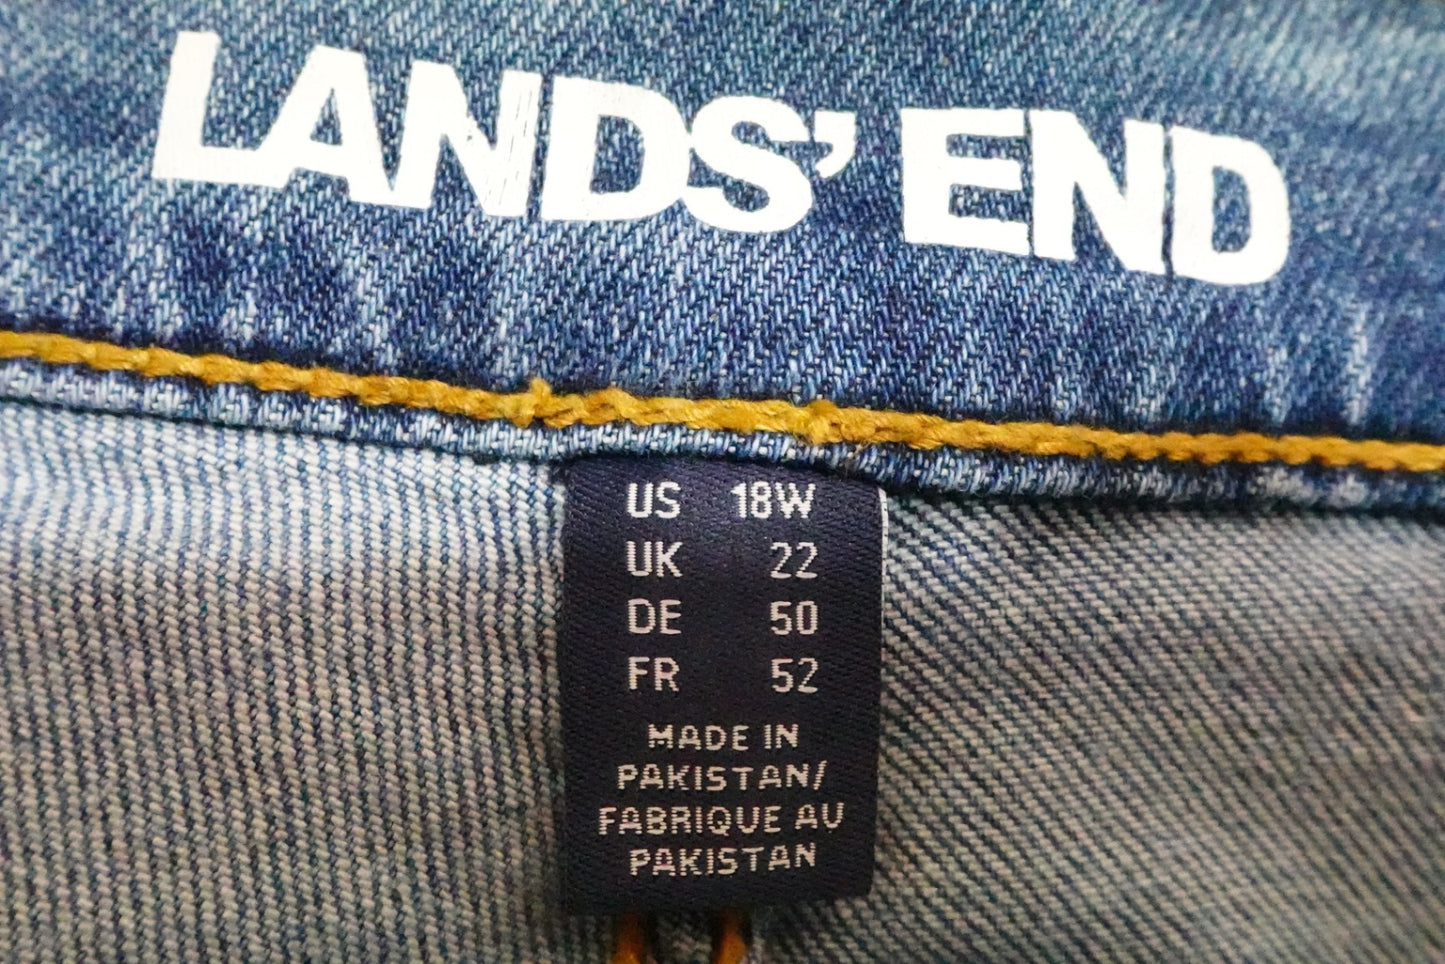 LANDS' END
US 18W
UK 22
DE 50
FR 52
MADE IN
PAKISTAN/
FABRIQUE AU
PAKISTAN